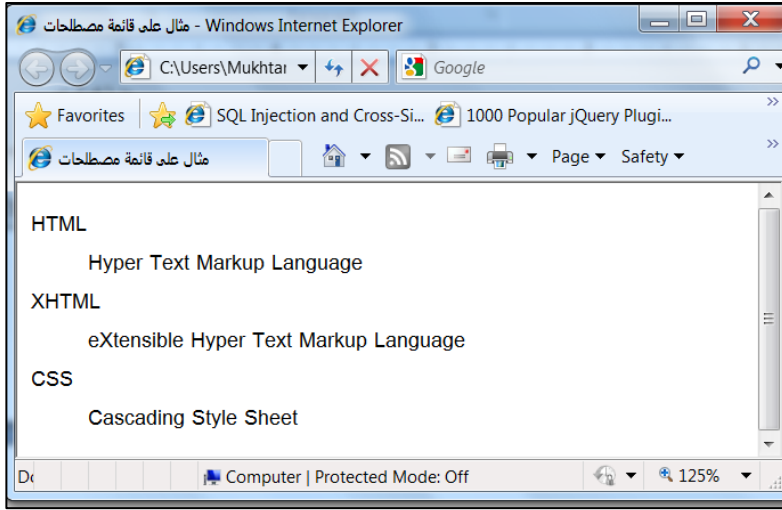 مثال على قائمة مصطلحات - Windows Internet Explorer
C:\Users\Mukhtar
Google
Favorites SQL Injection and Cross-Si... 1000 Popular jQuery Plugi...
مثال على قائمة مصطلحات Page Safety
HTML
Hyper Text Markup Language
XHTML
eXtensible Hyper Text Markup Language
CSS
Cascading Style Sheet
Computer | Protected Mode: Off 125%